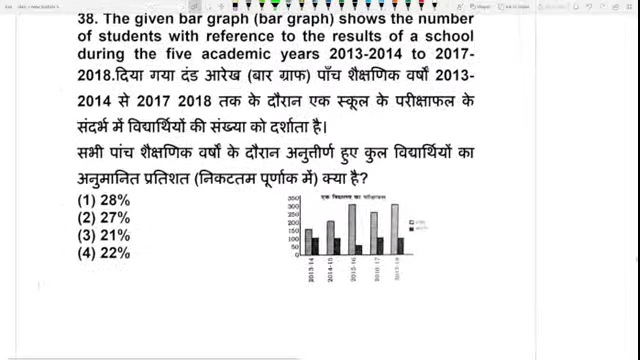 38. The given bar graph (bar graph) shows the number
of students with reference to the results of a school
during the five academic years 2013-2014 to 2017-
2018.दिया गया दंड आरेख (बार ग्राफ) पाँच शैक्षणिक वर्षों 2013-
2014 से 2017 2018 तक के दौरान एक स्कूल के परीक्षाफल के
संदर्भ में विद्यार्थियों की संख्या को दर्शाता है।
सभी पांच शैक्षणिक वर्षों के दौरान अनुत्तीर्ण हुए कुल विद्यार्थियों का
अनुमानित प्रतिशत (निकटतम पूर्णाक में) क्या है?
(1) 28%
(2) 27%
(3) 21%
(4) 22%
एक विद्यालय का परीक्षाफल
350
300
250
200
150
100
50
0
2013-14
2014-15
2015-16
2016-17
2017-18